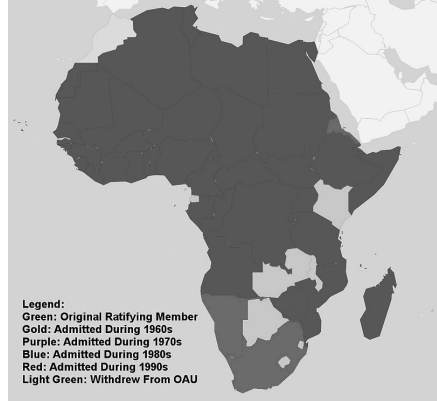 Legend:
Green: Original Ratifying Member
Gold: Admitted During 1960s
Purple: Admitted During 1970s
Blue: Admitted During 1980s
Red: Admitted During 1990s
Light Green: Withdrew From OAU